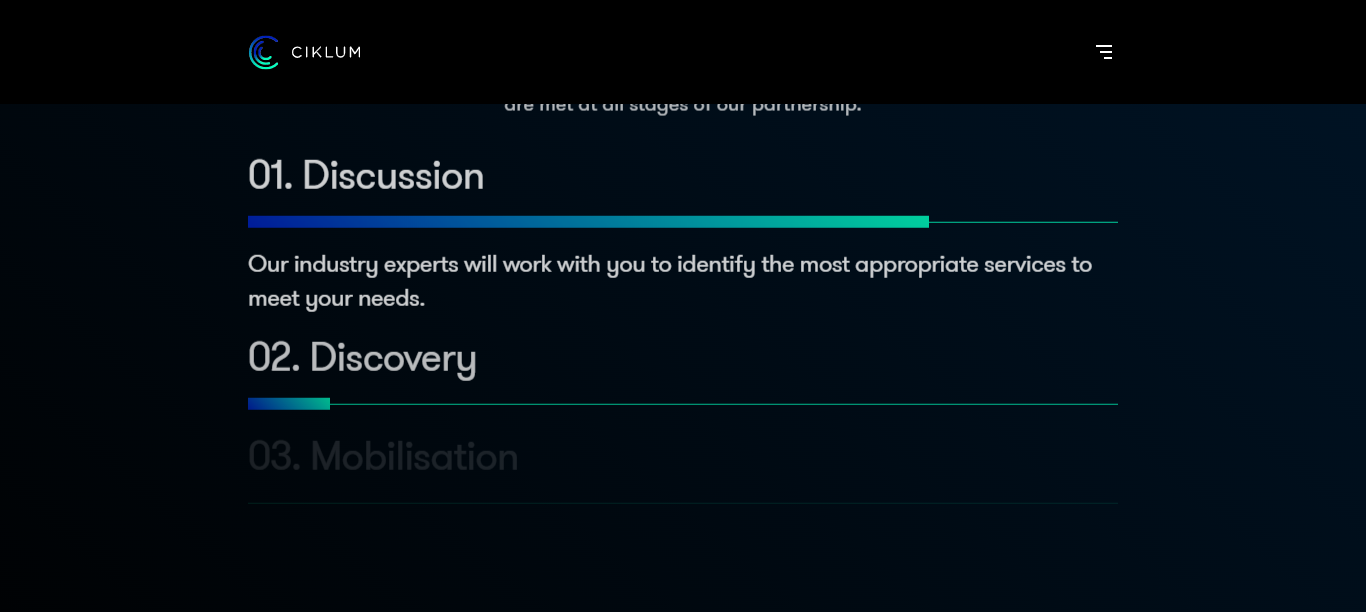 CIKLUM
are met at all stages of our partnership.
01. Discussion
Our industry experts will work with you to identify the most appropriate services to
meet your needs.
02. Discovery
03. Mobilisation